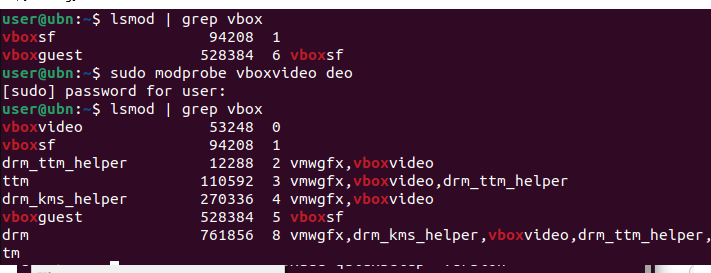 user@ubn:~$ lsmod | grep vbox
vboxsf 94208 1
vboxguest 528384 6 vboxsf
user@ubn:~$ sudo modprobe vboxvideo deo
[sudo] password for user:
user@ubn:~$ lsmod | grep vbox
vboxvideo 53248 0
vboxsf 94208 1
drm_ttm_helper 12288 2 vmwgfx,vboxvideo
ttm 110592 3 vmwgfx,vboxvideo,drm_ttm_helper
drm_kms_helper 270336 4 vmwgfx,vboxvideo
vboxguest 528384 5 vboxsf
drm 761856 8 vmwgfx,drm_kms_helper,vboxvideo,drm_ttm_helper,
tm